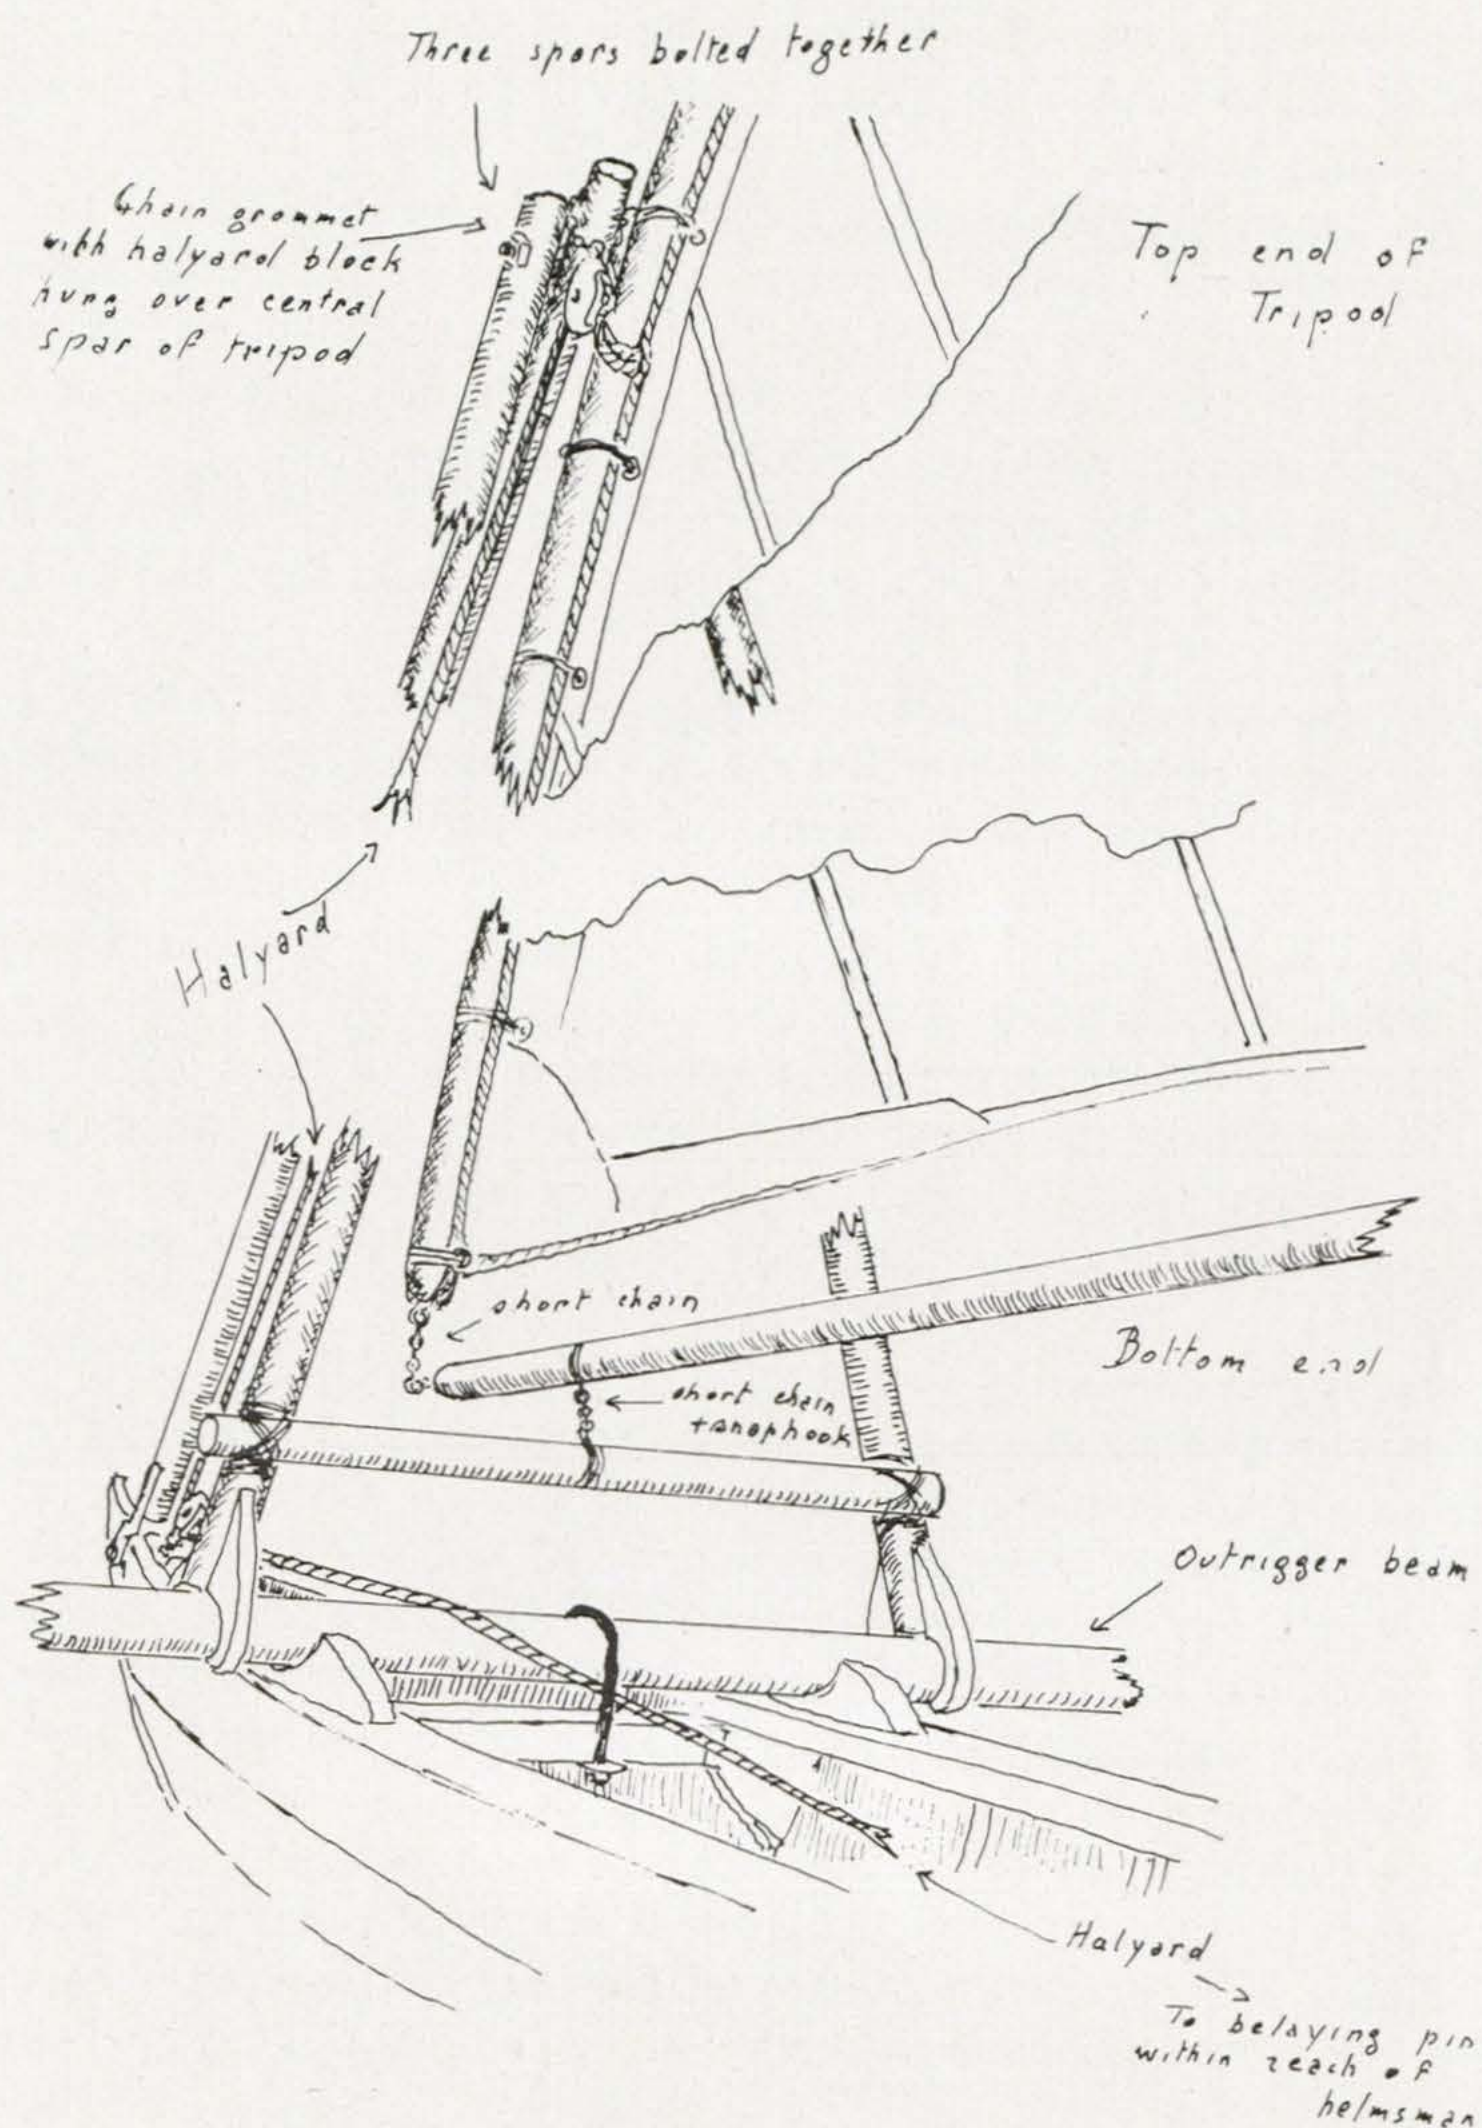 Three spars bolted together
Chain grommet
with halyard block
hung over central
spar of tripod
Top end of
Tripod
Halyard
short chain
Bottom end
short chain
+snaphook
Outrigger beam
Halyard
To belaying pin
within reach of
helmsman